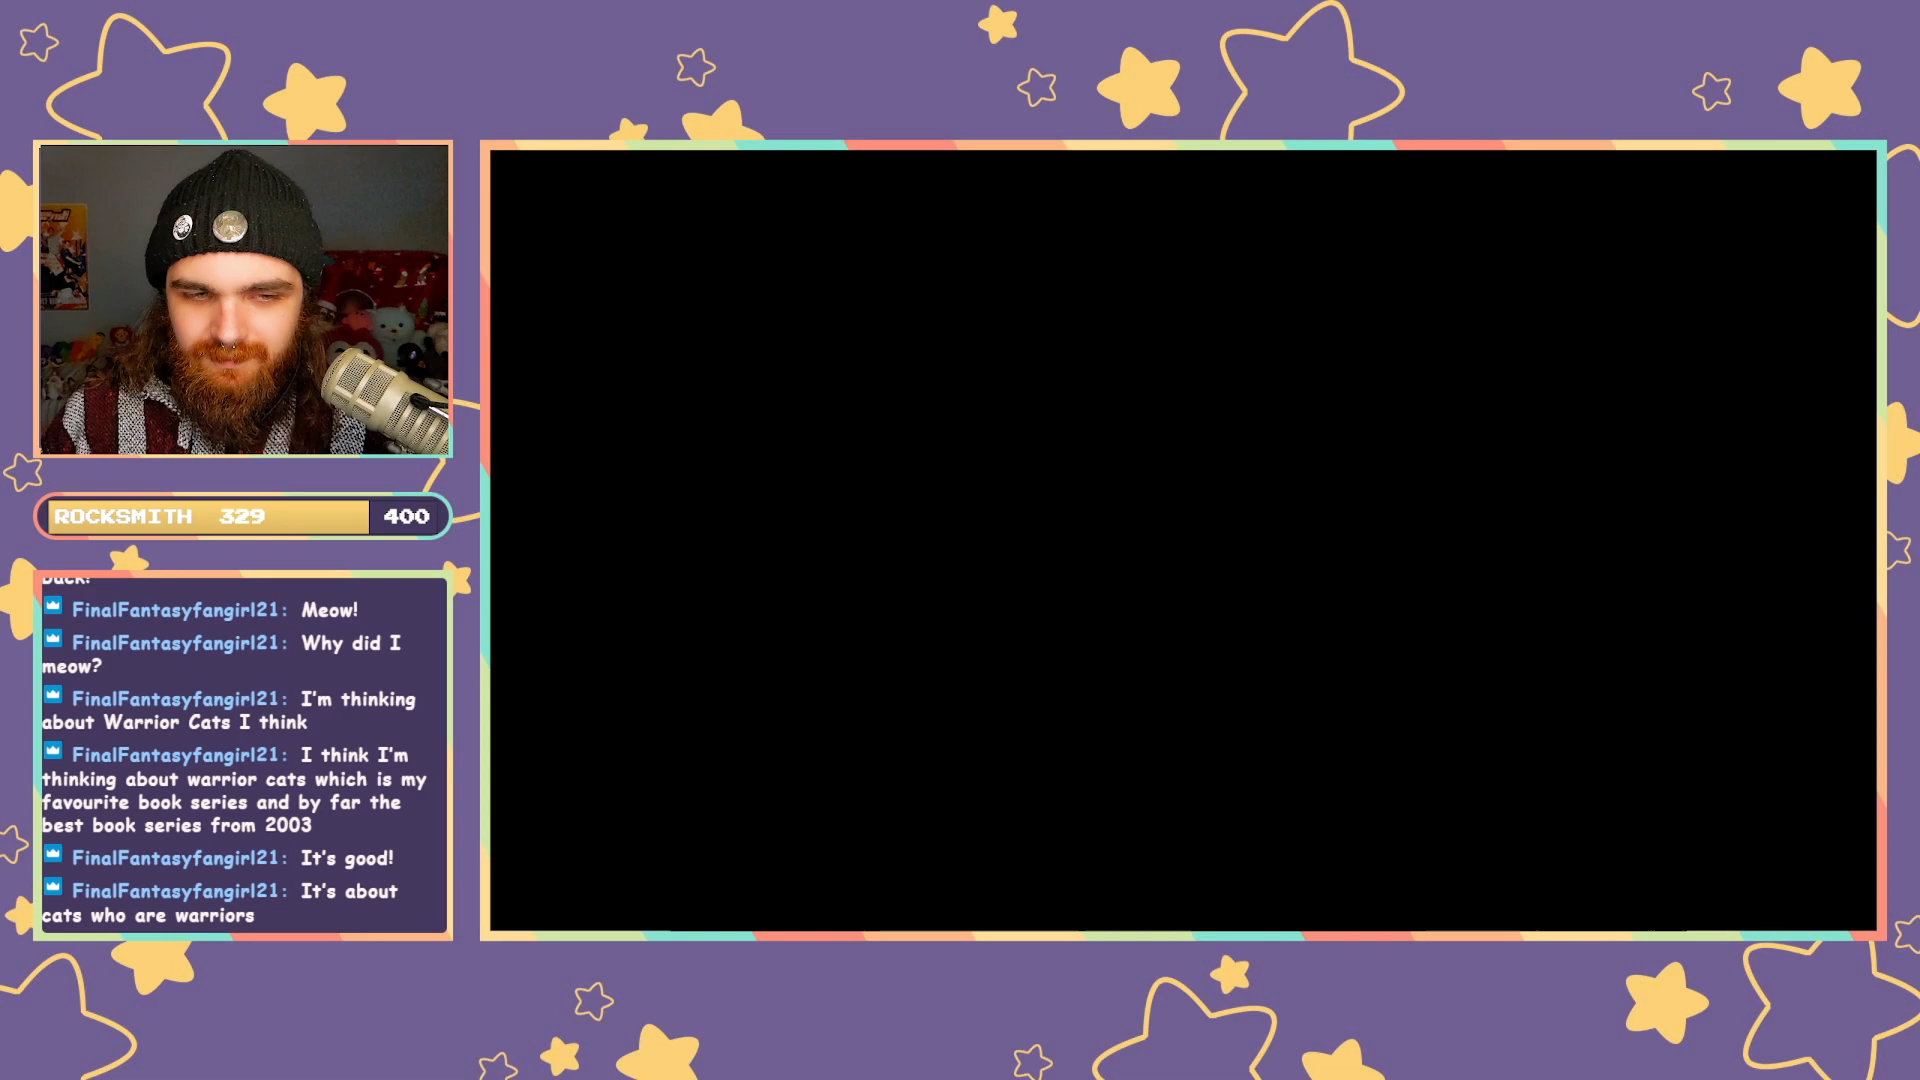 ROCKSMITH 329 400
back!
FinalFantasyfangirl21: Meow!
FinalFantasyfangirl21: Why did I
meow?
FinalFantasyfangirl21: I'm thinking
about Warrior Cats I think
FinalFantasyfangirl21: I think I'm
thinking about warrior cats which is my
favourite book series and by far the
best book series from 2003
FinalFantasyfangirl21: It's good!
FinalFantasyfangirl21: It's about
cats who are warriors